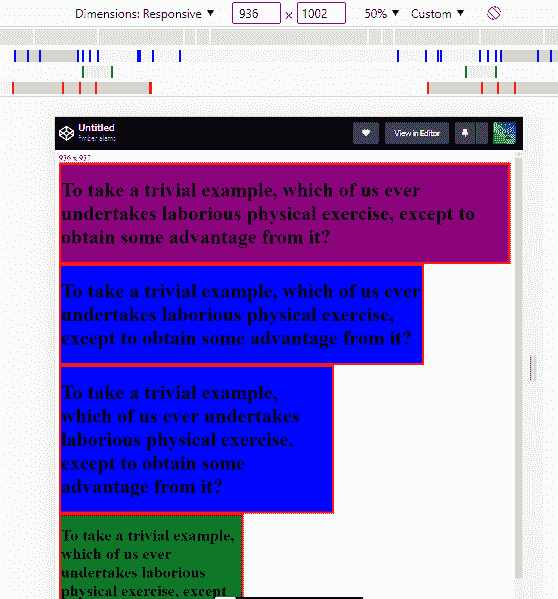 Dimensions: Responsive ▼ 936 x 1002 50% ▼ Custom ▼
Untitled
View in Editor
936 x 937
To take a trivial example, which of us ever
undertakes laborious physical exercise, except to
obtain some advantage from it?
To take a trivial example, which of us ever
undertakes laborious physical exercise,
except to obtain some advantage from it?
To take a trivial example,
which of us ever undertakes
laborious physical exercise,
except to obtain some
advantage from it?
To take a trivial example,
which of us ever
undertakes laborious
physical exercise, except